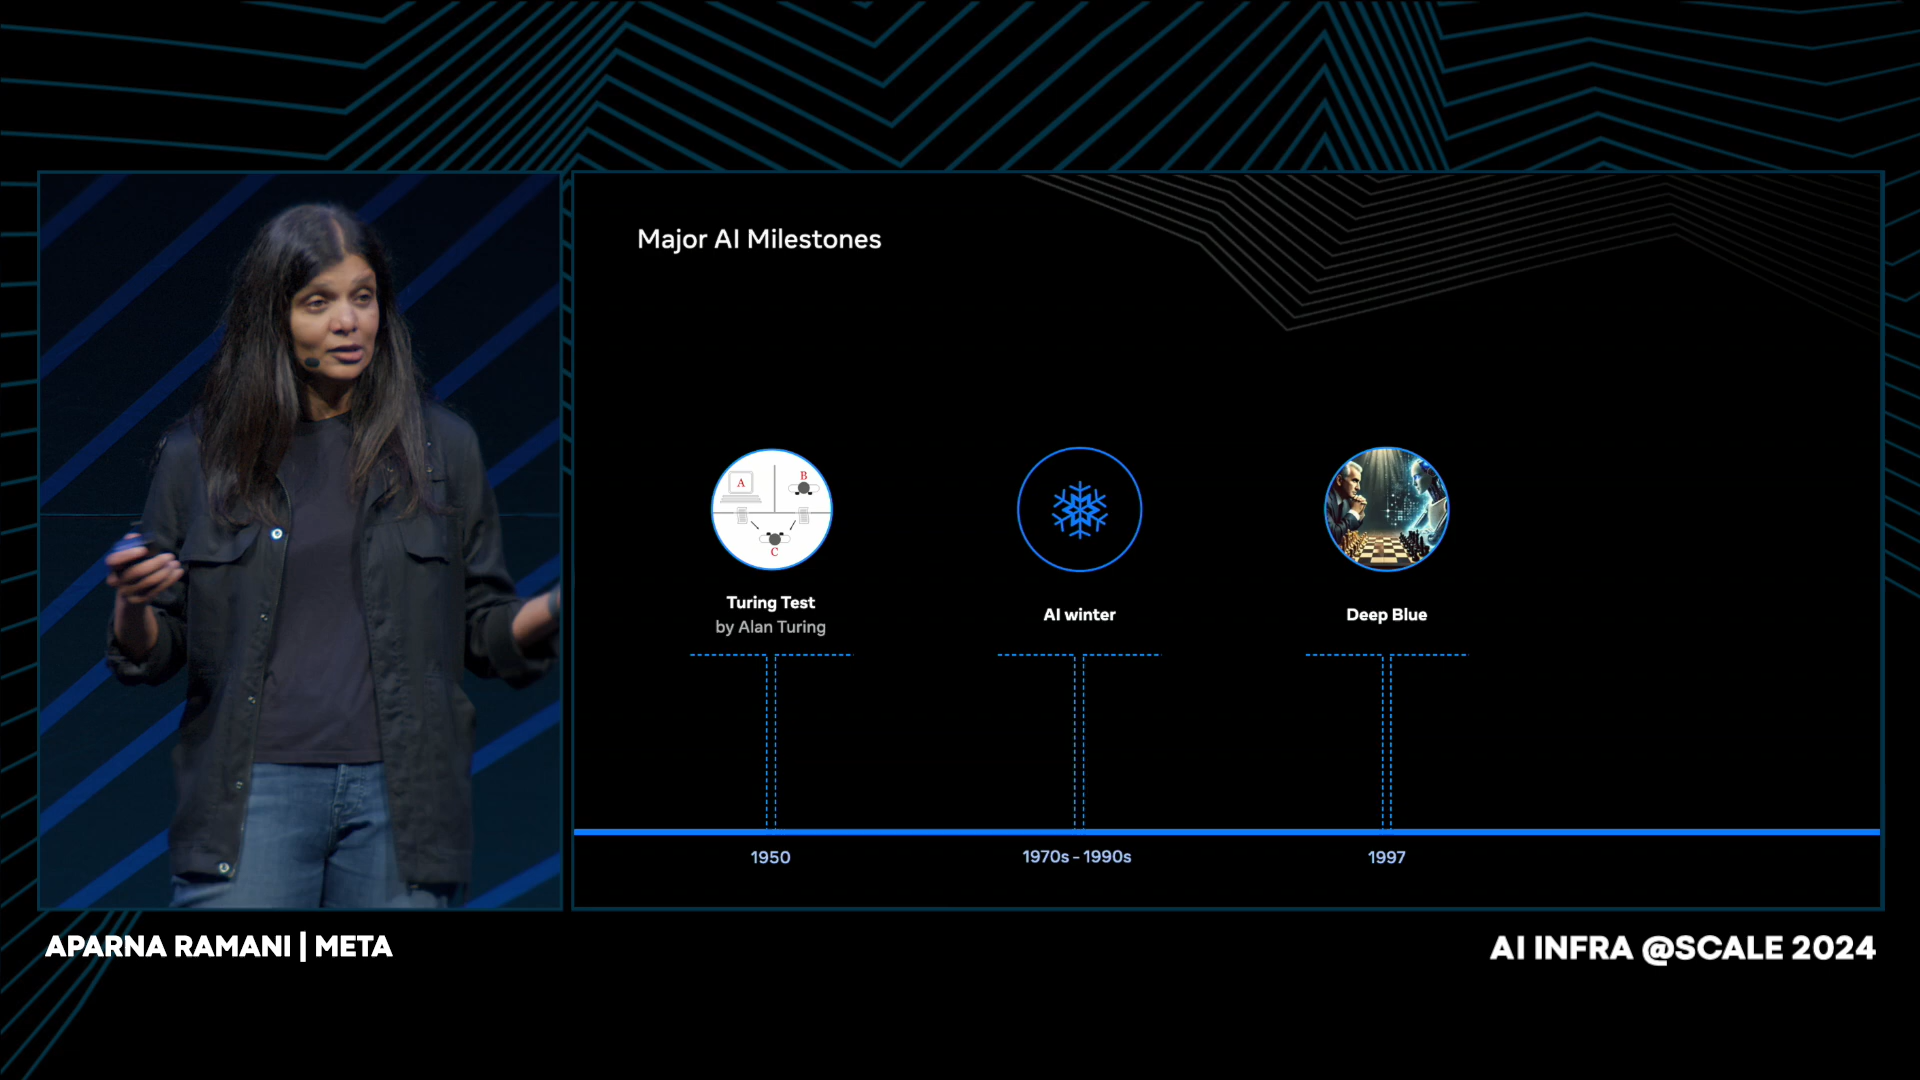 Major AI Milestones
A
B
C
Turing Test
by Alan Turing
AI winter
Deep Blue
1950
1970s - 1990s
1997
APARNA RAMANI | META
AI INFRA @SCALE 2024